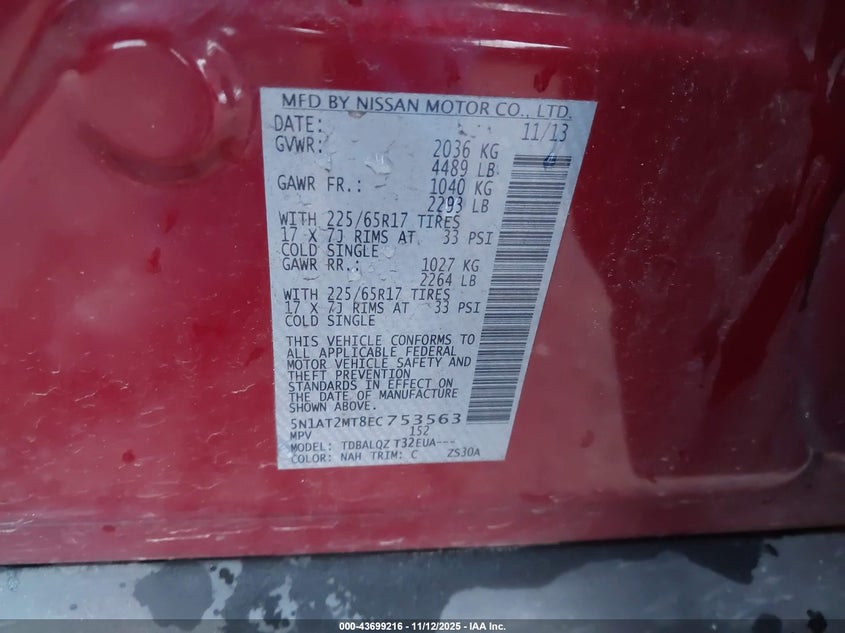 MFD BY NISSAN MOTOR CO., LTD.
DATE: 11/13
GVWR: 2036 KG
4489 LB
GAWR FR.: 1040 KG
2293 LB
WITH 225/65R17 TIRES
17 X 7J RIMS AT 33 PSI
COLD SINGLE
GAWR RR.: 1027 KG
2264 LB
WITH 225/65R17 TIRES
17 X 7J RIMS AT 33 PSI
COLD SINGLE
THIS VEHICLE CONFORMS TO
ALL APPLICABLE FEDERAL
MOTOR VEHICLE SAFETY AND
THEFT PREVENTION
STANDARDS IN EFFECT ON
THE DATE OF MANUFACTURE
SHOWN ABOVE.
5N1AT2MT8EC753563
MPV 152
MODEL: TDBALQZ T32EUA---
COLOR: NAH TRIM: C ZS30A
000-43699216 - 11/12/2025 - IAA Inc.